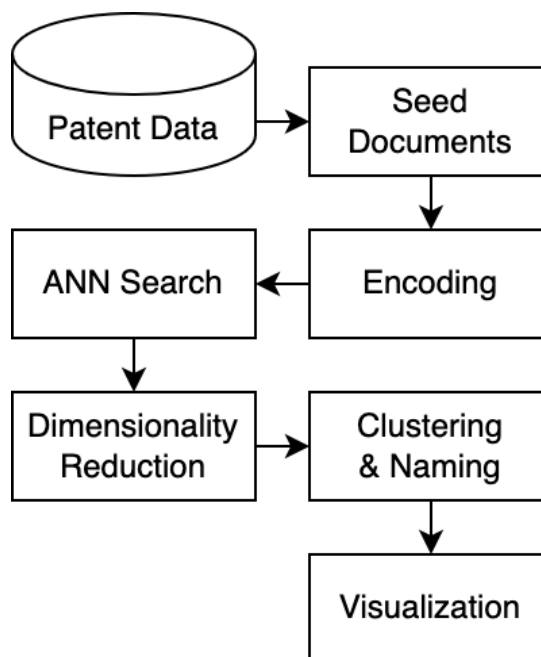 Patent Data
Seed
Documents
ANN Search
Encoding
Dimensionality
Reduction
Clustering
& Naming
Visualization